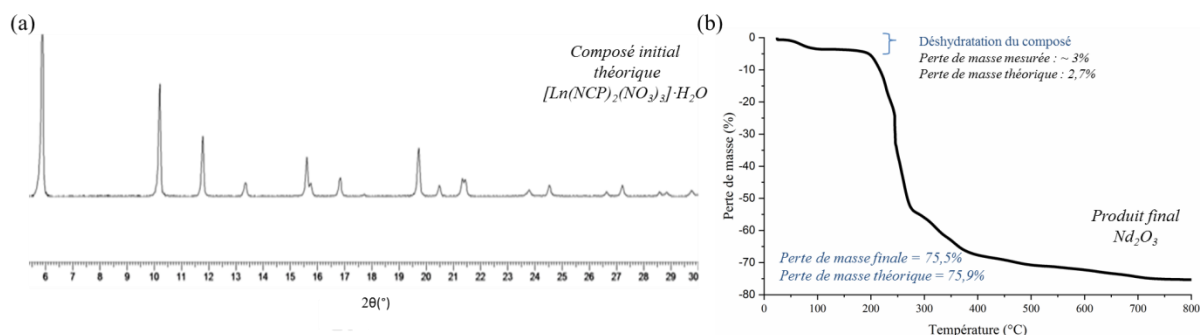 (a)
Composé initial
théorique
[Ln(NCP)₂(NO₃)₃]·H₂O
6 7 8 9 10 11 12 13 14 15 16 17 18 19 20 21 22 23 24 25 26 27 28 29 30
2θ(°)
(b)
Déshydratation du composé
Perte de masse mesurée : ~ 3%
Perte de masse théorique : 2,7%
Perte de masse (%)
0
-10
-20
-30
-40
-50
-60
-70
-80
Produit final
Nd₂O₃
Perte de masse finale = 75,5%
Perte de masse théorique = 75,9%
0 100 200 300 400 500 600 700 800
Température (°C)